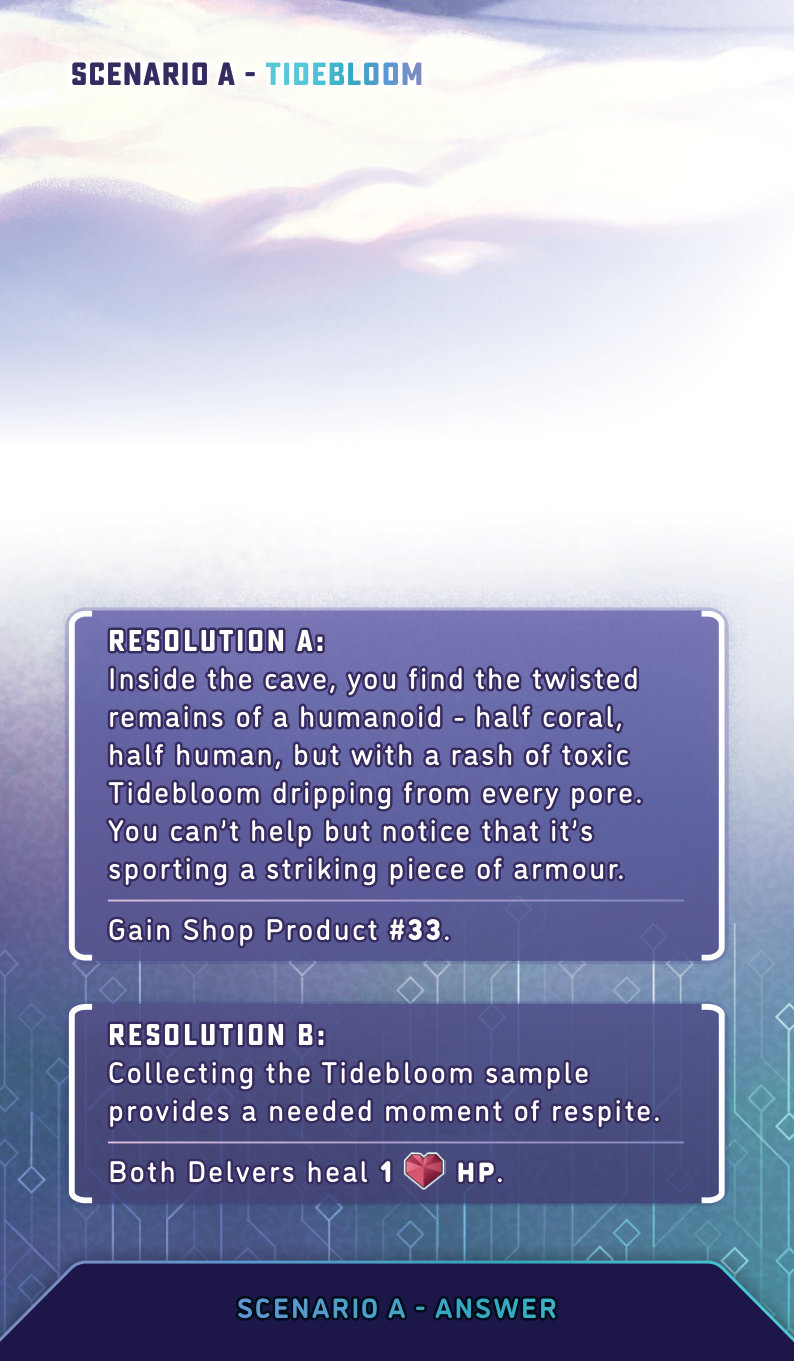 SCENARIO A - TIDEBLOOM
RESOLUTION A:
Inside the cave, you find the twisted
remains of a humanoid - half coral,
half human, but with a rash of toxic
Tidebloom dripping from every pore.
You can't help but notice that it's
sporting a striking piece of armour.
Gain Shop Product #33.
RESOLUTION B:
Collecting the Tidebloom sample
provides a needed moment of respite.
Both Delvers heal 1 HP.
SCENARIO A - ANSWER